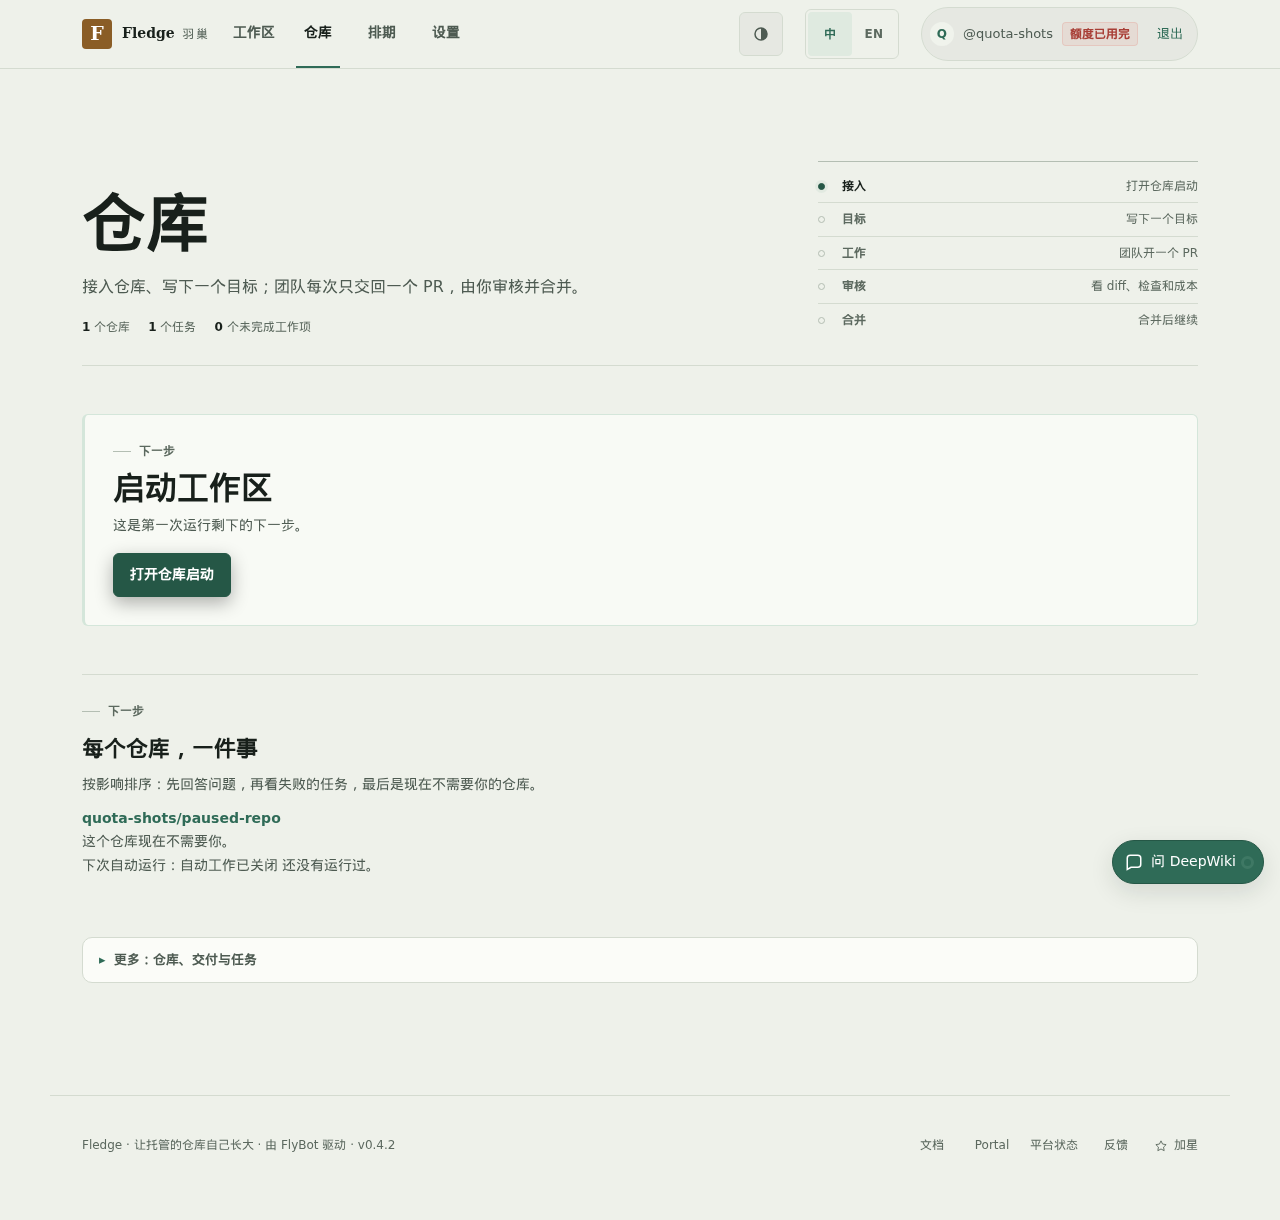 F Fledge 羽巢 工作区 仓库 排期 设置 中 EN Q @quota-shots 额度已用完 退出
仓库
接入仓库、写下一个目标；团队每次只交回一个 PR，由你审核并合并。
1 个仓库 1 个任务 0 个未完成工作项
接入 打开仓库启动
目标 写下一个目标
工作 团队开一个 PR
审核 看 diff、检查和成本
合并 合并后继续
下一步
启动工作区
这是第一次运行剩下的下一步。
打开仓库启动
下一步
每个仓库，一件事
按影响排序：先回答问题，再看失败的任务，最后是现在不需要你的仓库。
quota-shots/paused-repo
这个仓库现在不需要你。
下次自动运行：自动工作已关闭 还没有运行过。
问 DeepWiki
▸ 更多：仓库、交付与任务
Fledge · 让托管的仓库自己长大 · 由 FlyBot 驱动 · v0.4.2 文档 Portal 平台状态 反馈 加星